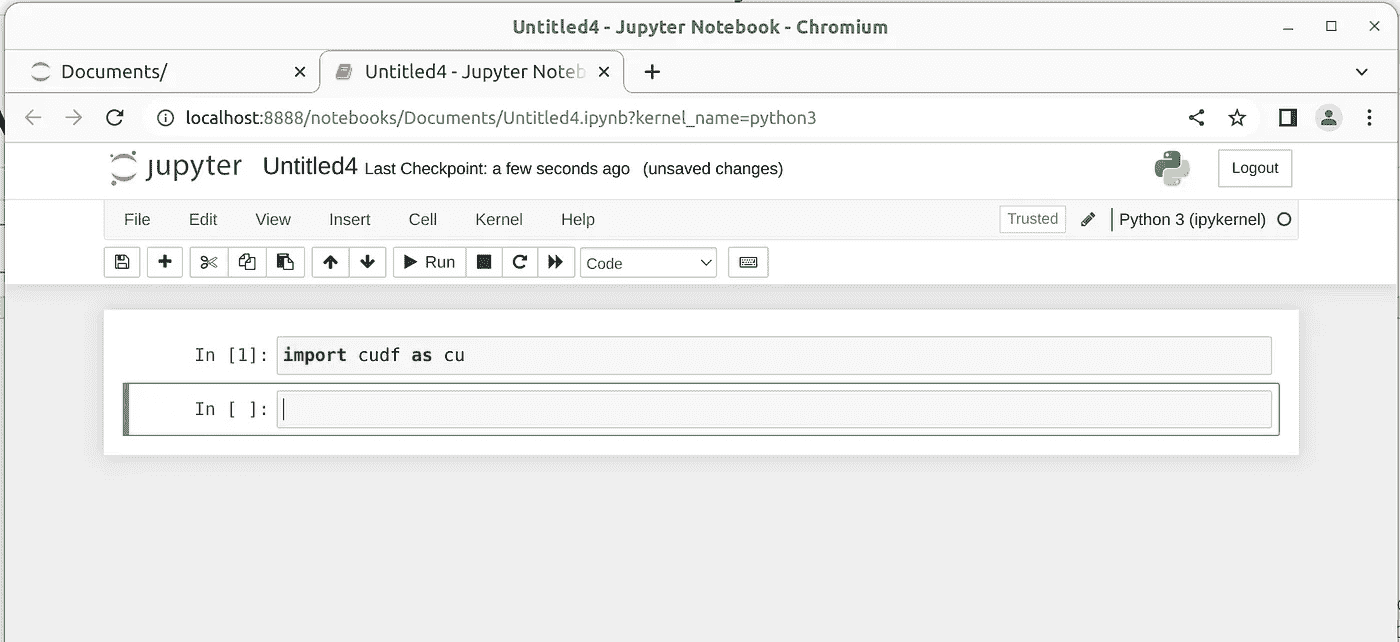 Untitled4 - Jupyter Notebook - Chromium
Documents/
Untitled4 - Jupyter Noteb
localhost:8888/notebooks/Documents/Untitled4.ipynb?kernel_name=python3
jupyter Untitled4 Last Checkpoint: a few seconds ago (unsaved changes)
Logout
File Edit View Insert Cell Kernel Help
Trusted
Python 3 (ipykernel)
Run
Code
In [1]: import cudf as cu
In [ ]: